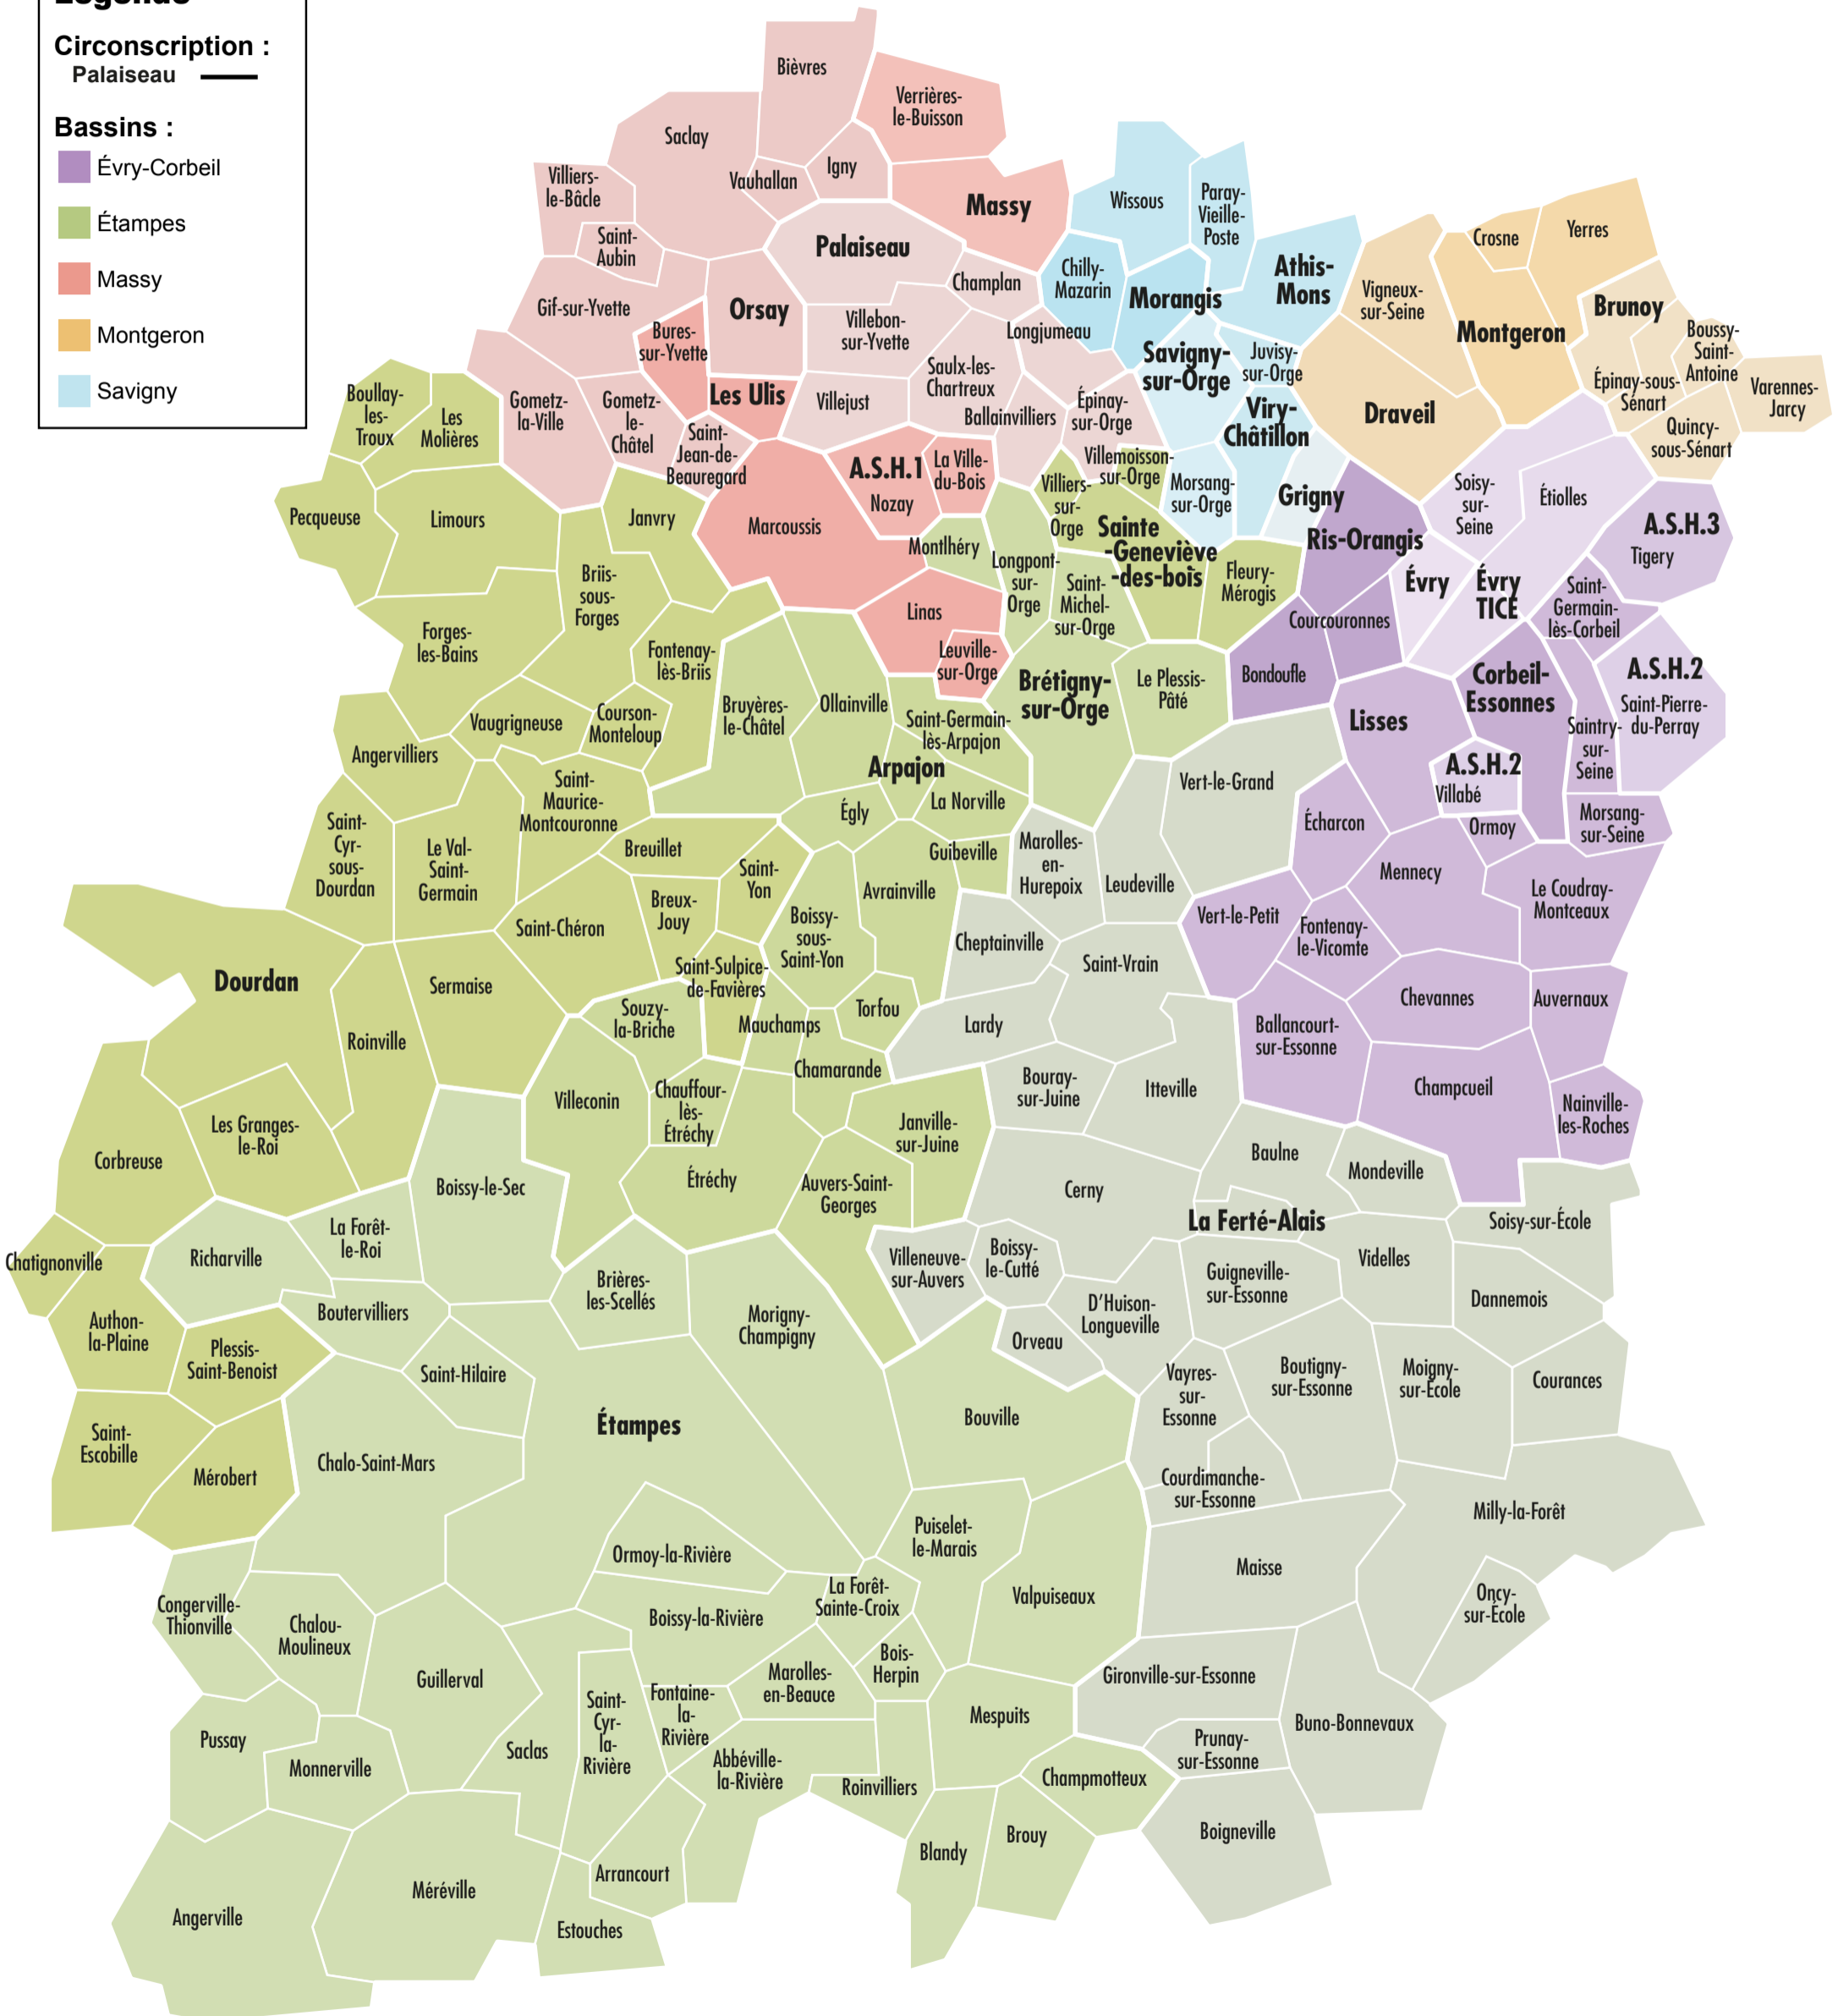 Légende
Circonscription :
Palaiseau
Bassins :
Évry-Corbeil
Étampes
Massy
Montgeron
Savigny
Bièvres
Verrières-
le-Buisson
Saclay
Igny
Vauhallan
Villiers-
le-Bâcle
Massy
Wissous
Paray-
Vieille-
Poste
Saint-
Aubin
Palaiseau
Crosne
Yerres
Champlan
Chilly-
Mazarin
Morangis
Athis-
Mons
Vigneux-
sur-Seine
Brunoy
Montgeron
Gif-sur-Yvette
Orsay
Bures-
sur-Yvette
Villebon-
sur-Yvette
Longjumeau
Savigny-
sur-Orge
Juvisy-
sur-Orge
Boussy-
Saint-
Antoine
Épinay-sous-
Sénart
Varennes-
Jarcy
Quincy-
sous-Sénart
Saulx-les-
Chartreux
Les Ulis
Villejust
Ballainvilliers
Épinay-
sur-Orge
Viry-
Châtillon
Draveil
Boullay-
les-
Troux
Les
Molières
Gometz-
la-Ville
Gometz-
le-
Châtel
Saint-
Jean-de-
Beauregard
A.S.H.1
Nozay
La Ville-
du-Bois
Villemoisson-
sur-Orge
Villiers-
sur-
Orge
Morsang-
sur-Orge
Grigny
Soisy-
sur-
Seine
Étiolles
A.S.H.3
Tigery
Pecqueuse
Limours
Janvry
Marcoussis
Montlhéry
Longpont-
sur-
Orge
Sainte
-Geneviève
-des-bois
Ris-Orangis
Fleury-
Mérogis
Évry
Évry
TICE
Saint-
Germain-
lès-Corbeil
Briis-
sous-
Forges
Saint-
Michel-
sur-Orge
Linas
Courcouronnes
Forges-
les-Bains
Fontenay-
lès-Briis
Leuville-
sur-Orge
Brétigny-
sur-Orge
Le Plessis-
Pâté
Bondoufle
Corbeil-
Essonnes
A.S.H.2
Saint-Pierre-
du-Perray
Lisses
Saintry-
sur-
Seine
Vaugrigneuse
Courson-
Monteloup
Bruyères-
le-Châtel
Ollainville
Saint-Germain-
lès-Arpajon
Angervilliers
Arpajon
Vert-le-Grand
A.S.H.2
Villabé
Saint-
Maurice-
Montcouronne
Égly
La Norville
Écharcon
Ormoy
Morsang-
sur-Seine
Saint-
Cyr-
sous-
Dourdan
Le Val-
Saint-
Germain
Breuillet
Saint-
Yon
Guibeville
Marolles-
en-
Hurepoix
Leudeville
Mennecy
Le Coudray-
Montceaux
Breux-
Jouy
Avrainville
Saint-Chéron
Boissy-
sous-
Saint-Yon
Cheptainville
Vert-le-Petit
Fontenay-
le-Vicomte
Saint-Vrain
Dourdan
Sermaise
Saint-Sulpice-
de-Favières
Souzy-
la-Briche
Mauchamps
Torfou
Lardy
Chevannes
Auvernaux
Roinville
Ballancourt-
sur-Essonne
Chamarande
Villeconin
Chauffour-
lès-
Étréchy
Bouray-
sur-Juine
Itteville
Champcueil
Nainville-
les-Roches
Les Granges-
le-Roi
Janville-
sur-Juine
Corbreuse
Boissy-le-Sec
Étréchy
Auvers-Saint-
Georges
Cerny
Baulne
Mondeville
La Ferté-Alais
Soisy-sur-École
La Forêt-
le-Roi
Chatignonville
Richarville
Villeneuve-
sur-Auvers
Boissy-
le-Cutté
Videlles
Guigneville-
sur-Essonne
Brières-
les-Scellés
Boutervilliers
Morigny-
Champigny
Dannemois
D'Huison-
Longueville
Authon-
la-Plaine
Orveau
Plessis-
Saint-Benoist
Saint-Hilaire
Vayres-
sur-
Essonne
Boutigny-
sur-Essonne
Moigny-
sur-École
Courances
Étampes
Bouville
Saint-
Escobille
Chalo-Saint-Mars
Mérobert
Courdimanche-
sur-Essonne
Milly-la-Forêt
Puiselet-
le-Marais
Ormoy-la-Rivière
Maisse
La Forêt-
Sainte-Croix
Valpuiseaux
Oncy-
sur-École
Congerville-
Thionville
Chalou-
Moulineux
Boissy-la-Rivière
Guillerval
Bois-
Herpin
Marolles-
en-Beauce
Gironville-sur-Essonne
Saint-
Cyr-
la-
Rivière
Fontaine-
la-
Rivière
Mespuits
Buno-Bonnevaux
Pussay
Saclas
Prunay-
sur-Essonne
Monnerville
Abbéville-
la-Rivière
Roinvilliers
Champmotteux
Boigneville
Brouy
Blandy
Arrancourt
Méréville
Angerville
Estouches